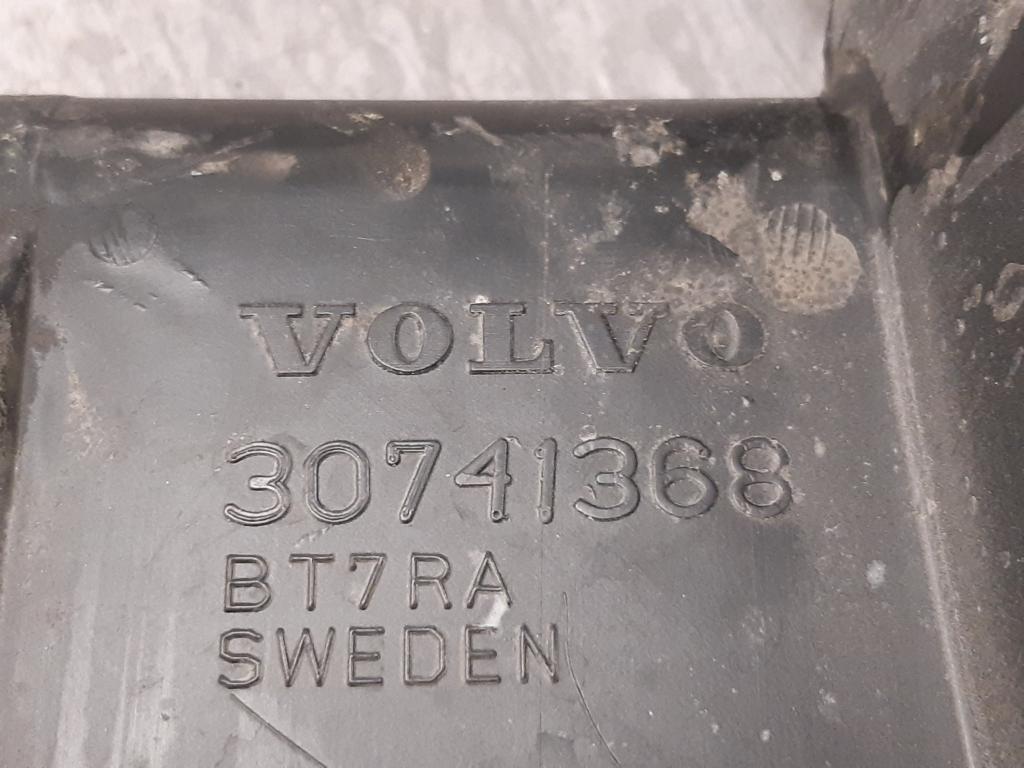 VOLVO
30741368
BT7RA
SWEDEN